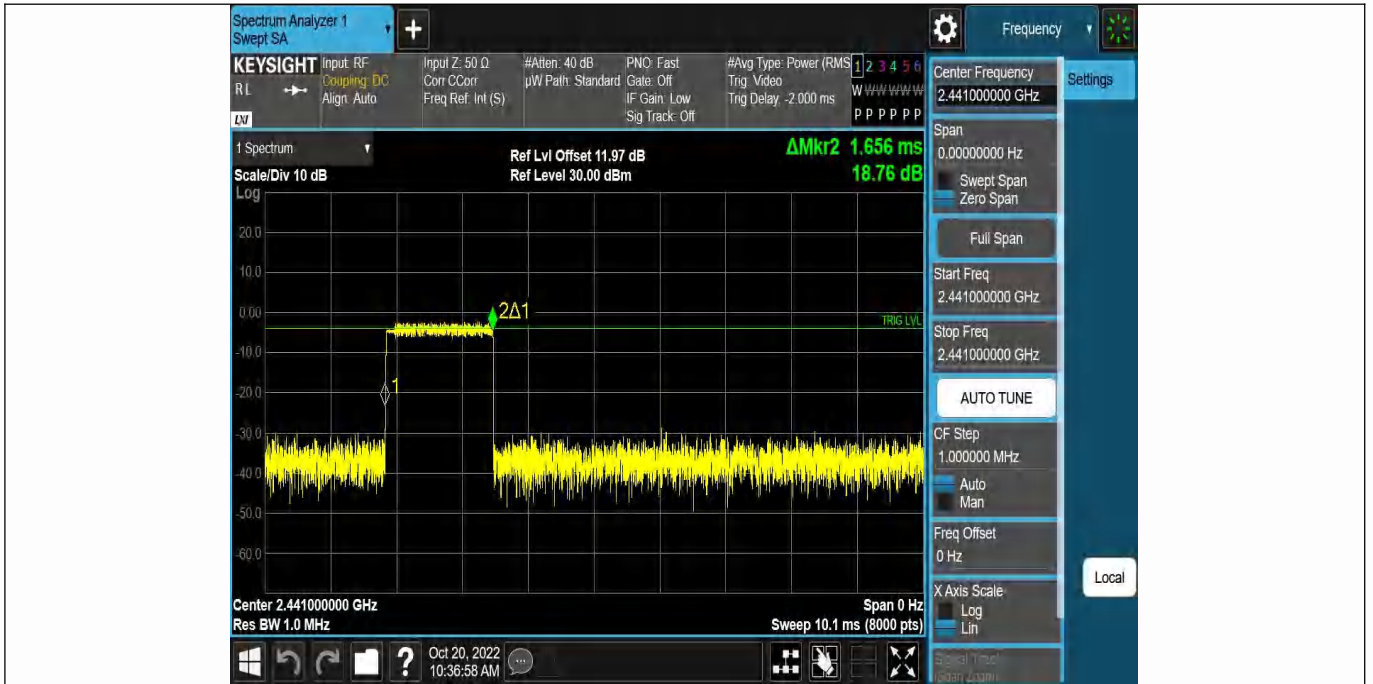 Spectrum Analyzer 1
Swept SA
Frequency
KEYSIGHT
R L
LXI
Input: RF
Coupling: DC
Align: Auto
Input Z: 50 Ω
Corr CCorr
Freq Ref: Int (S)
#Atten: 40 dB
µW Path: Standard
PNO: Fast
Gate: Off
IF Gain: Low
Sig Track: Off
#Avg Type: Power (RMS
Trig: Video
Trig Delay: -2.000 ms
1 2 3 4 5 6
W W W W W W
P P P P P P
Center Frequency
2.441000000 GHz
Settings
Span
0.00000000 Hz
Swept Span
Zero Span
Full Span
Start Freq
2.441000000 GHz
Stop Freq
2.441000000 GHz
AUTO TUNE
CF Step
1.000000 MHz
Auto
Man
Freq Offset
0 Hz
X Axis Scale
Log
Lin
Signal Track
(Span Zoom)
Local
1 Spectrum
Scale/Div 10 dB
Ref Lvl Offset 11.97 dB
Ref Level 30.00 dBm
ΔMkr2 1.656 ms
18.76 dB
Log
20.0
10.0
0.00
-10.0
-20.0
-30.0
-40.0
-50.0
-60.0
2Δ1
1
TRIG LVL
Center 2.441000000 GHz
Res BW 1.0 MHz
Span 0 Hz
Sweep 10.1 ms (8000 pts)
?
Oct 20, 2022
10:36:58 AM